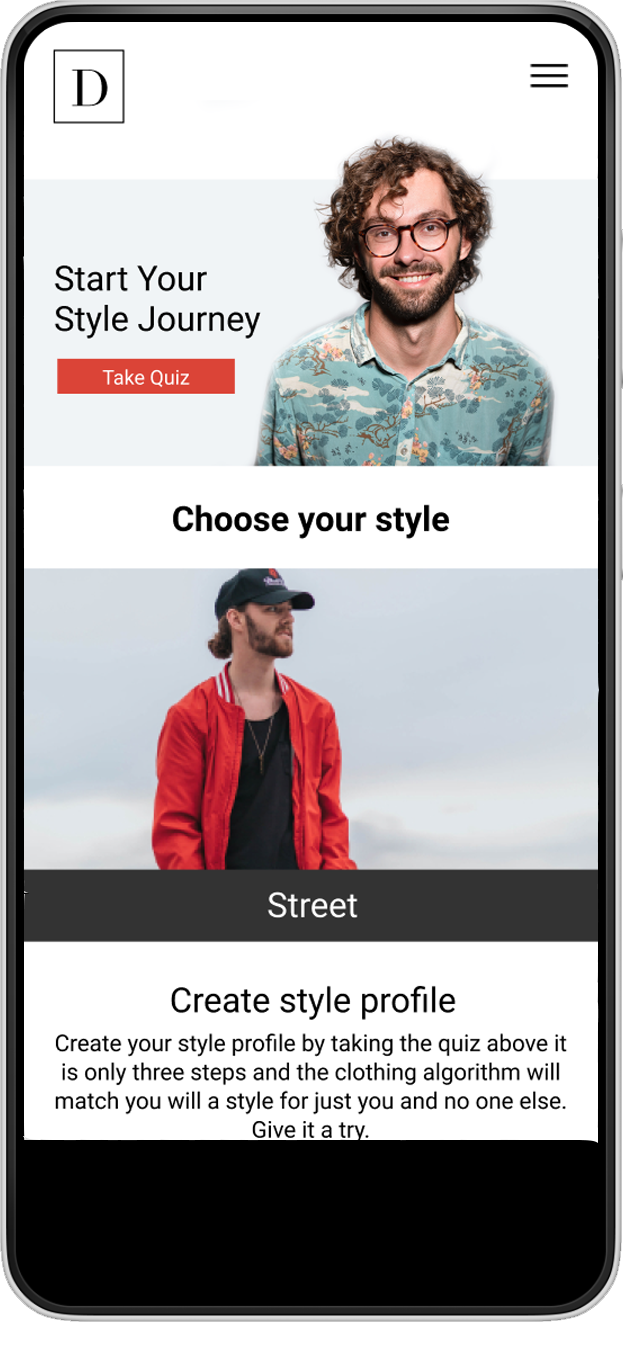 D
Start Your
Style Journey
Take Quiz
Choose your style
Street
Create style profile
Create your style profile by taking the quiz above it
is only three steps and the clothing algorithm will
match you will a style for just you and no one else.
Give it a try.